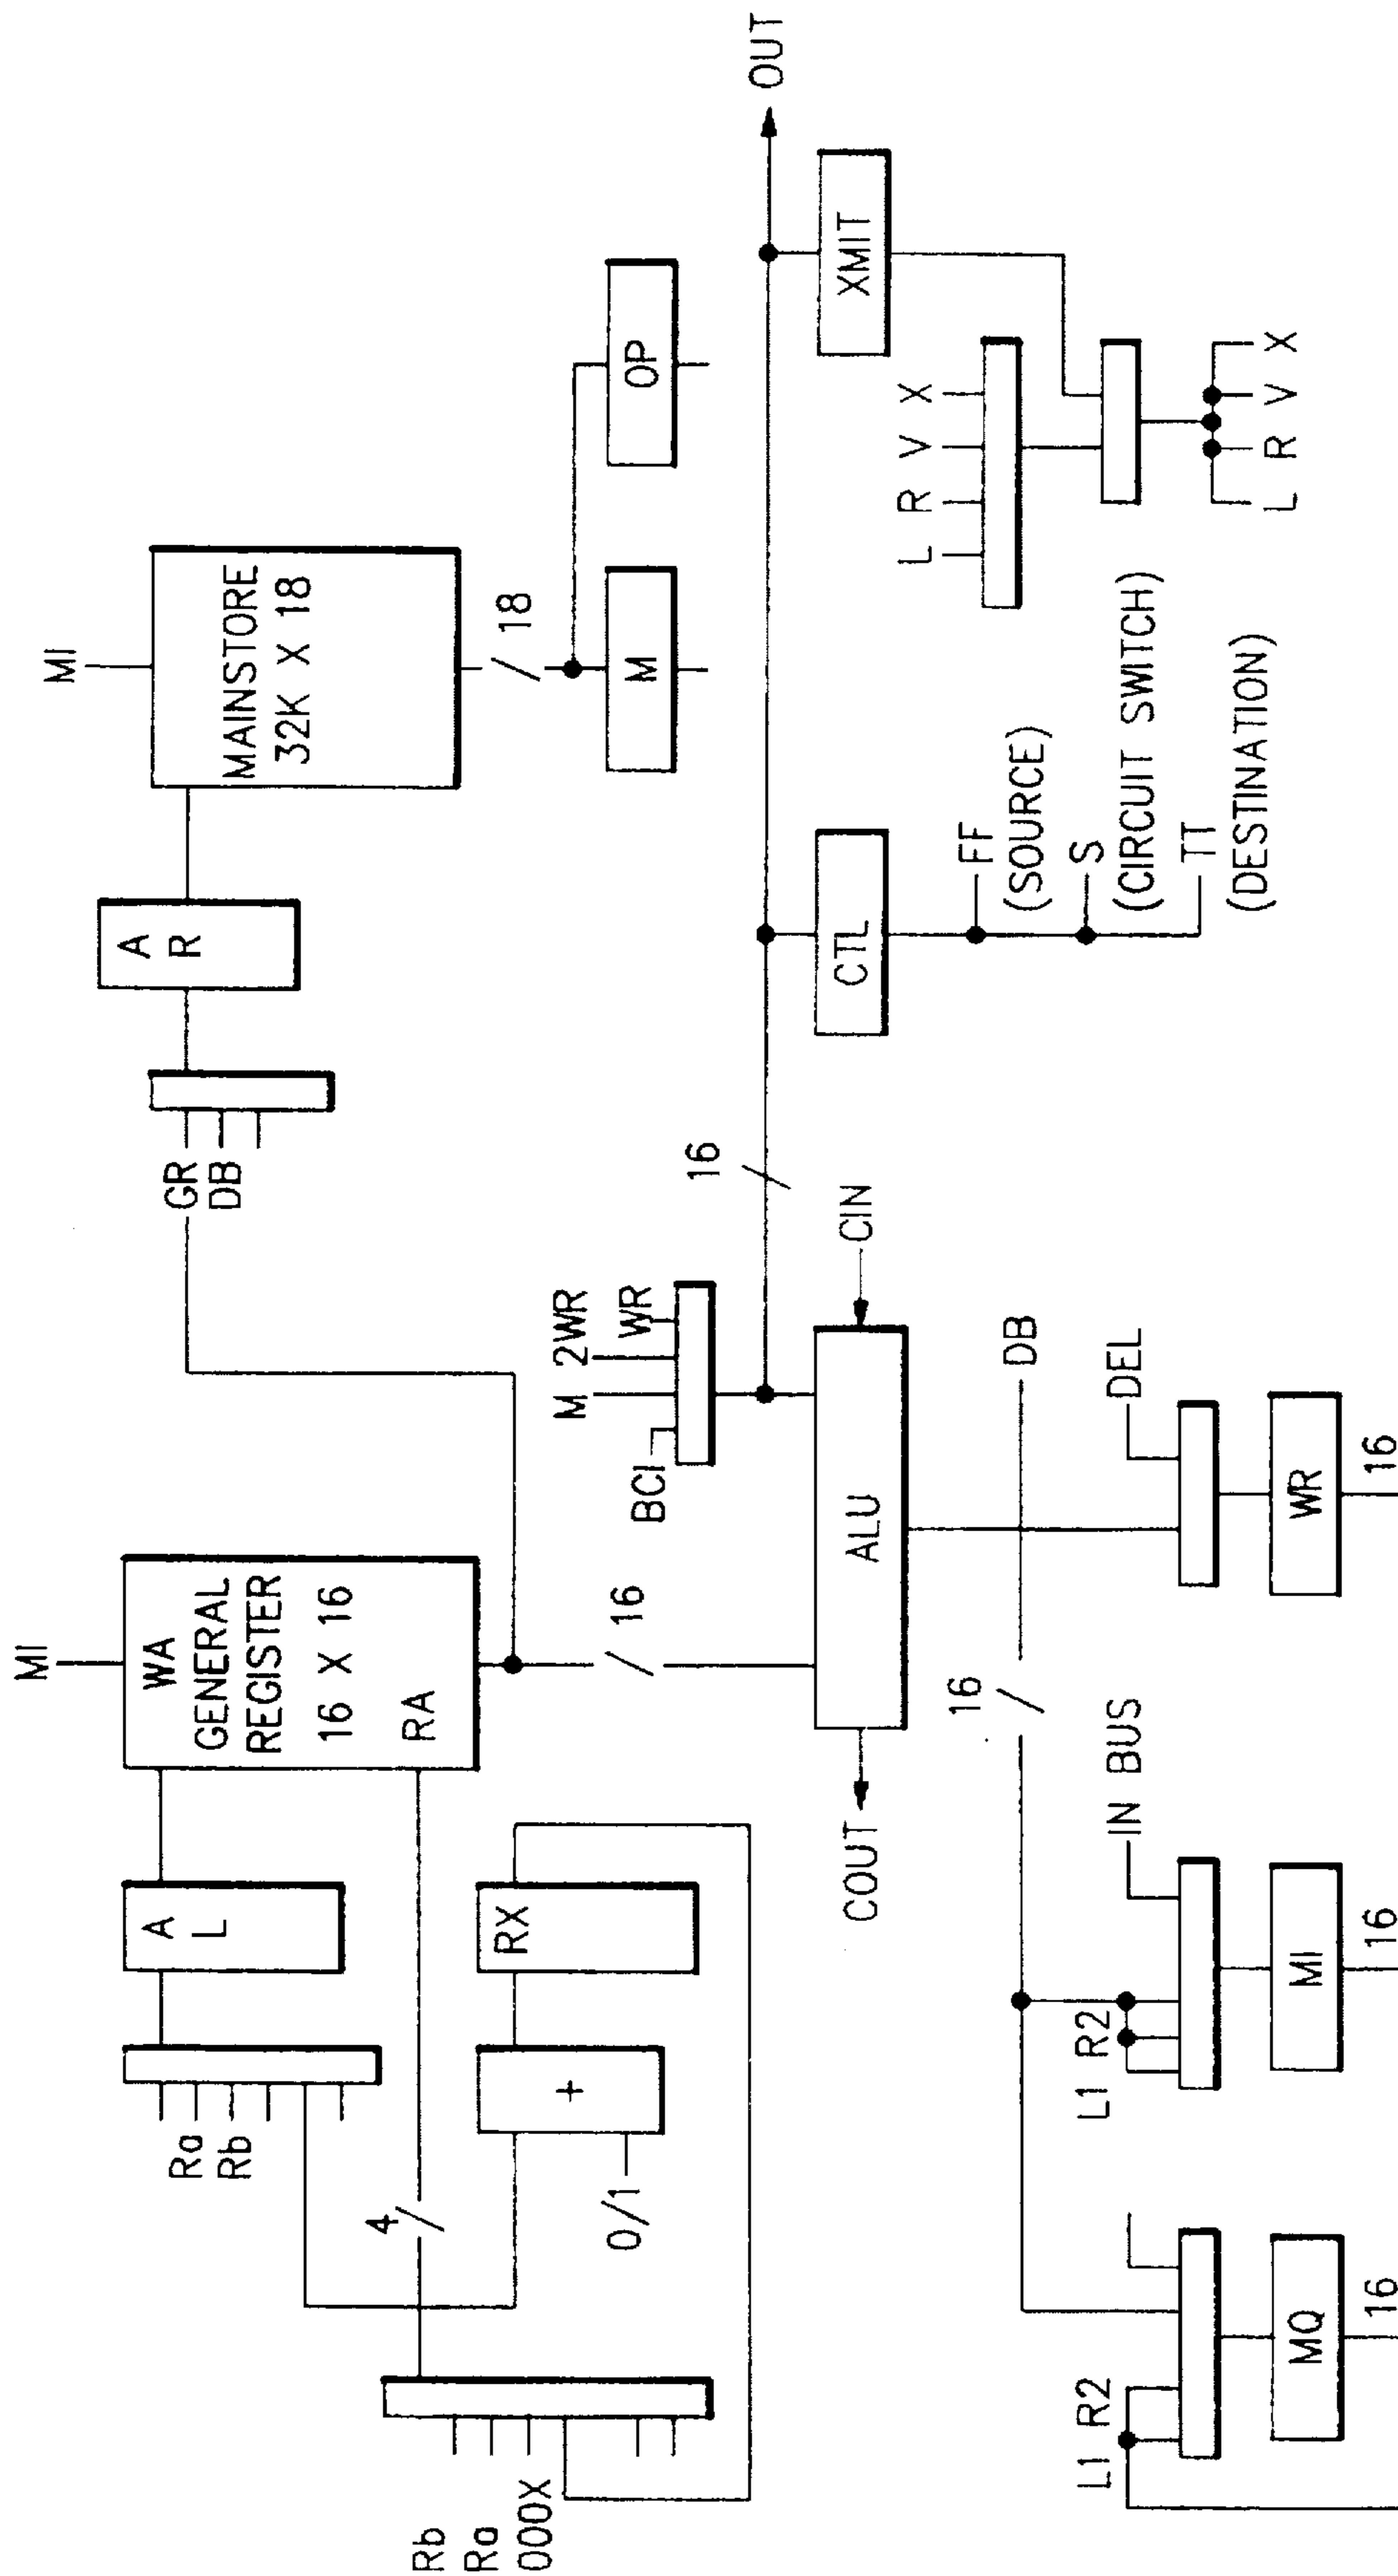 MI
WA
GENERAL
REGISTER
16 X 16
RA
A
L
Ra
Rb
4
RX
+
0/1
Rb
Ra
000X
16
GR
DB
A
R
MI
MAINSTORE
32K X 18
18
M
OP
BCI
M
2WR
WR
16
OUT
COUT
ALU
CIN
CTL
FF
(SOURCE)
S
(CIRCUIT SWITCH)
TT
(DESTINATION)
XMIT
L R V X
L R V X
16
DB
L1 R2
MQ
16
L1 R2
IN BUS
MI
16
DEL
WR
16